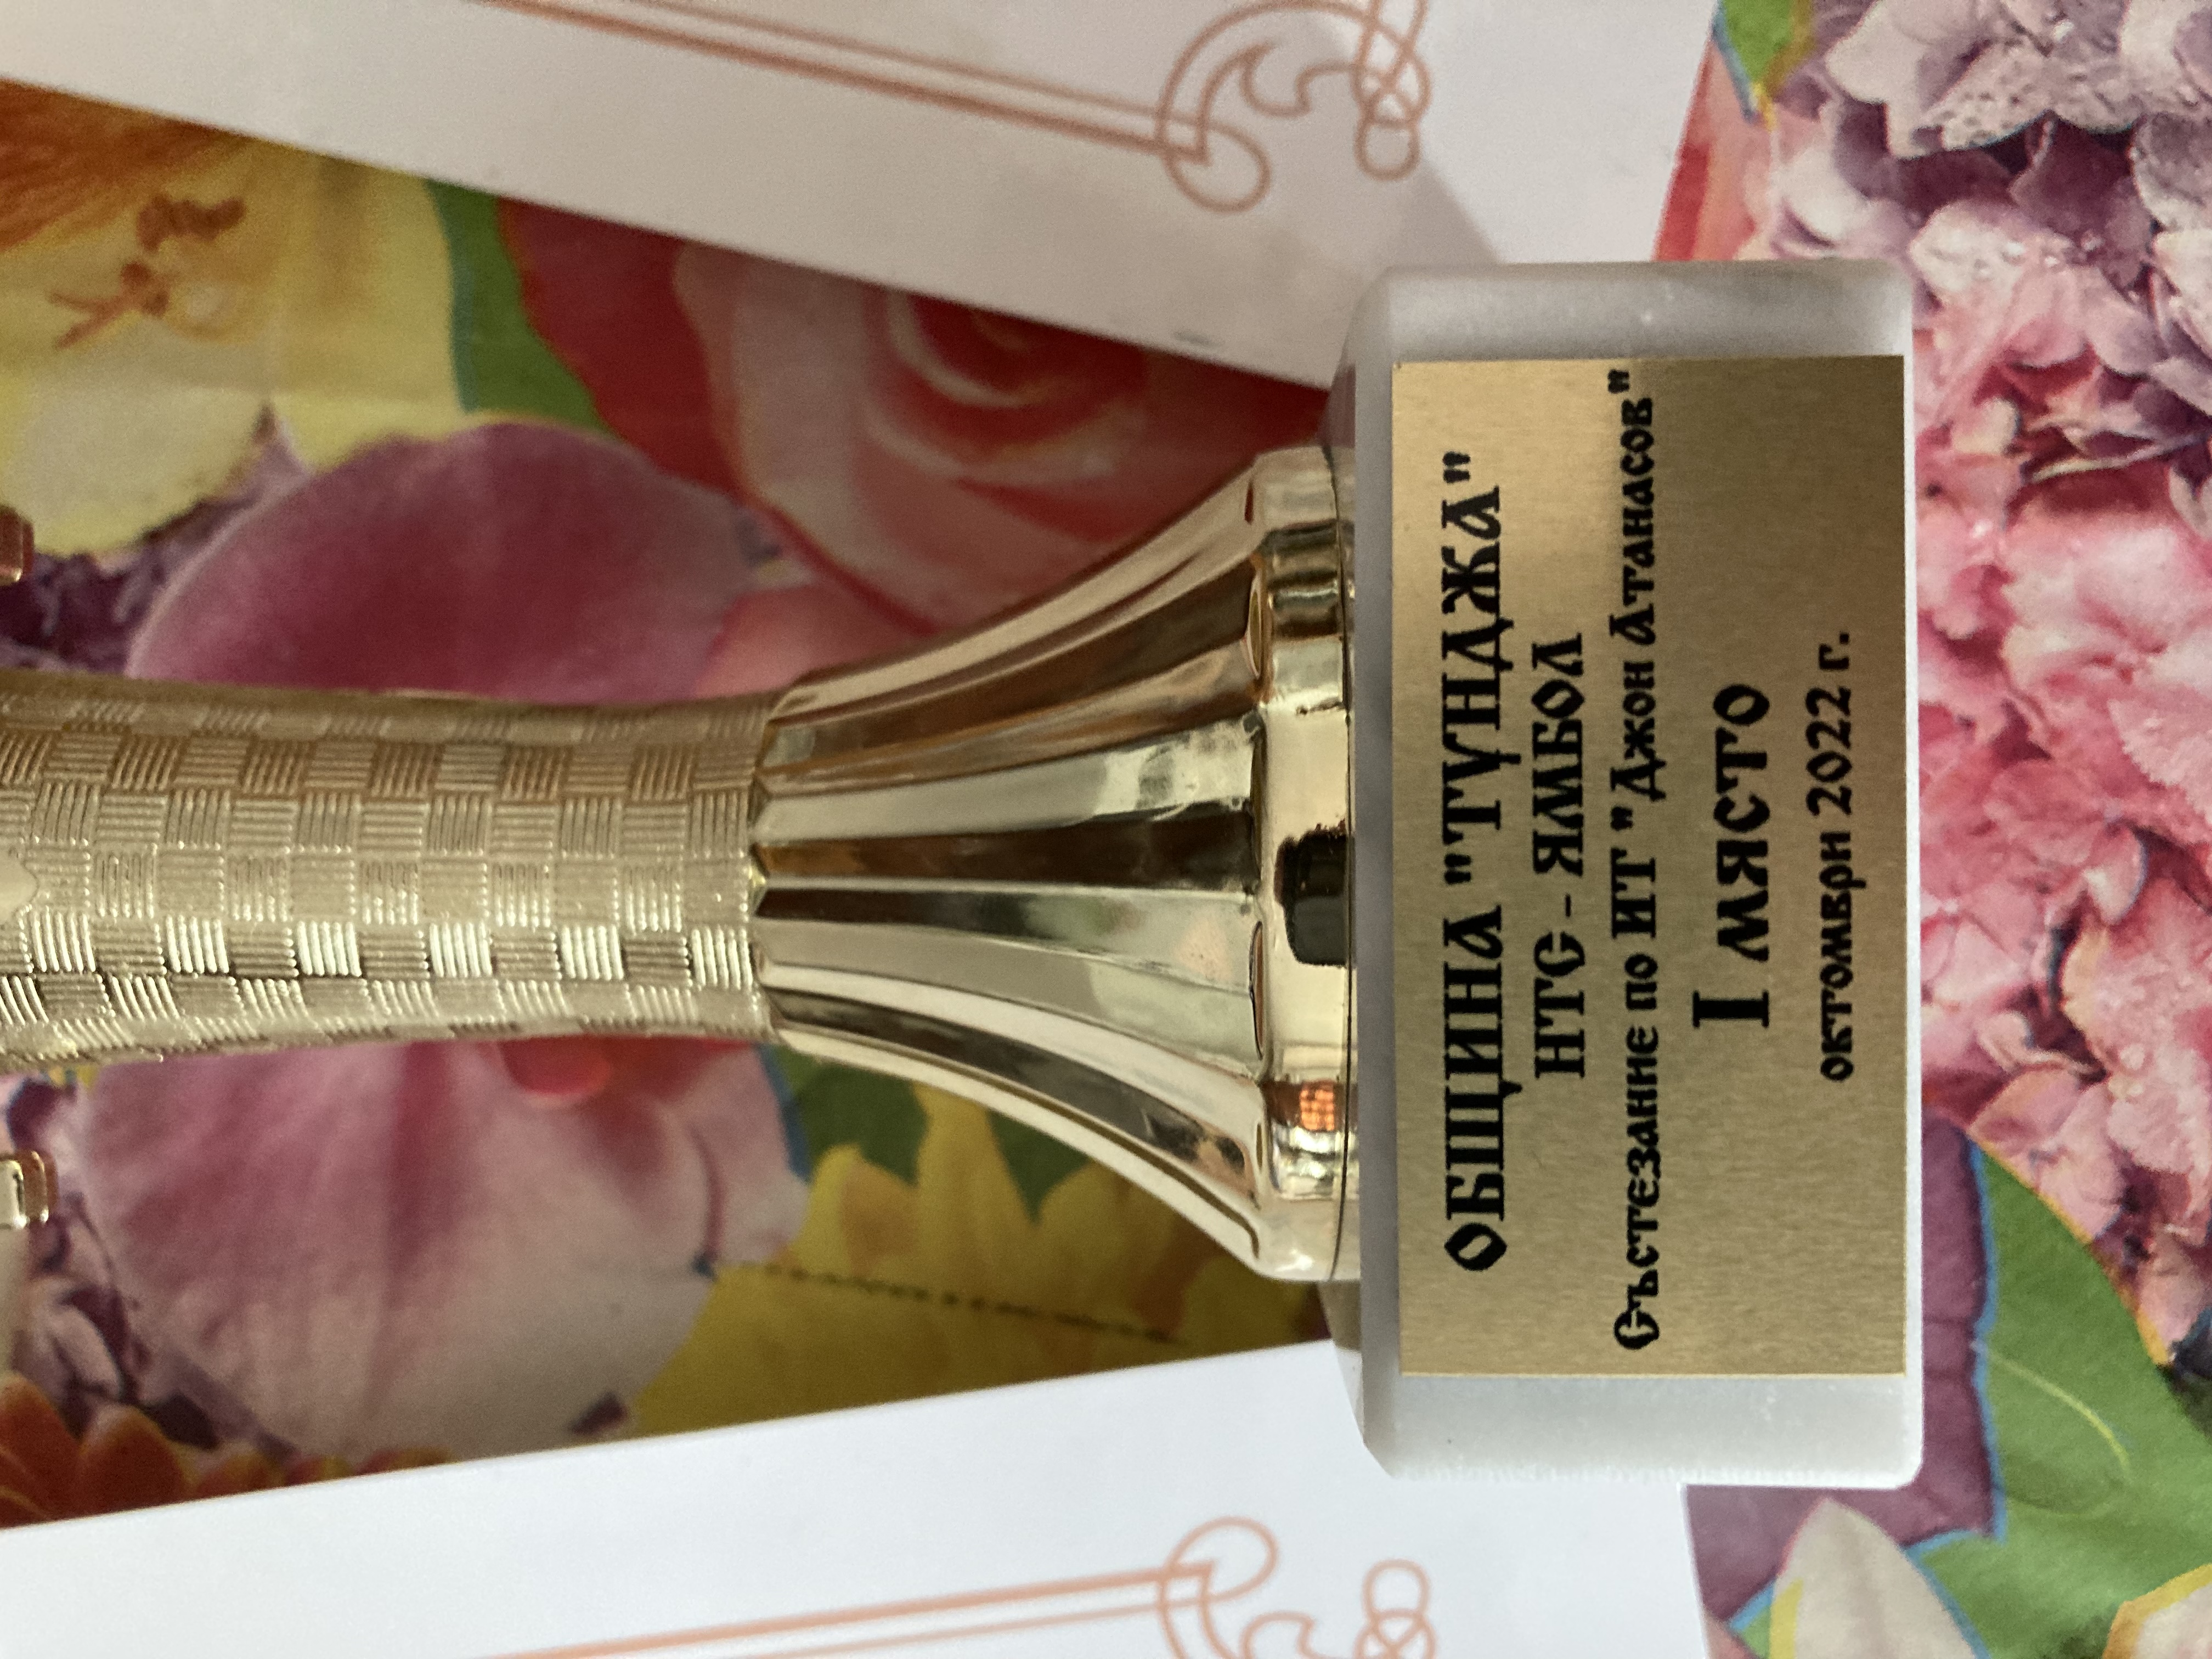 ОБЩИНА "ТУНДЖА"
НТС - ЯМБОЛ
Състезание по ИТ "Джон Атанасов"
I МЯСТО
октомври 2022 г.